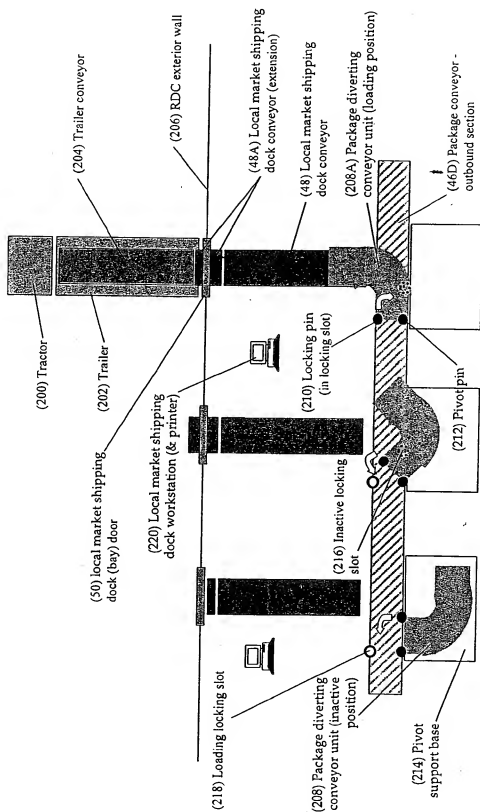 (200) Tractor
(202) Trailer
(204) Trailer conveyor
(206) RDC exterior wall
(48A) Local market shipping
dock conveyor (extension)
(48) Local market shipping
dock conveyor
(208A) Package diverting
conveyor unit (loading position)
(46D) Package conveyor -
outbound section
(50) local market shipping
dock (bay) door
(220) Local market shipping
dock workstation (& printer)
(210) Locking pin
(in locking slot)
(212) Pivot pin
(216) Inactive locking
slot
(218) Loading locking slot
(208) Package diverting
conveyor unit (inactive
position)
(214) Pivot
support base